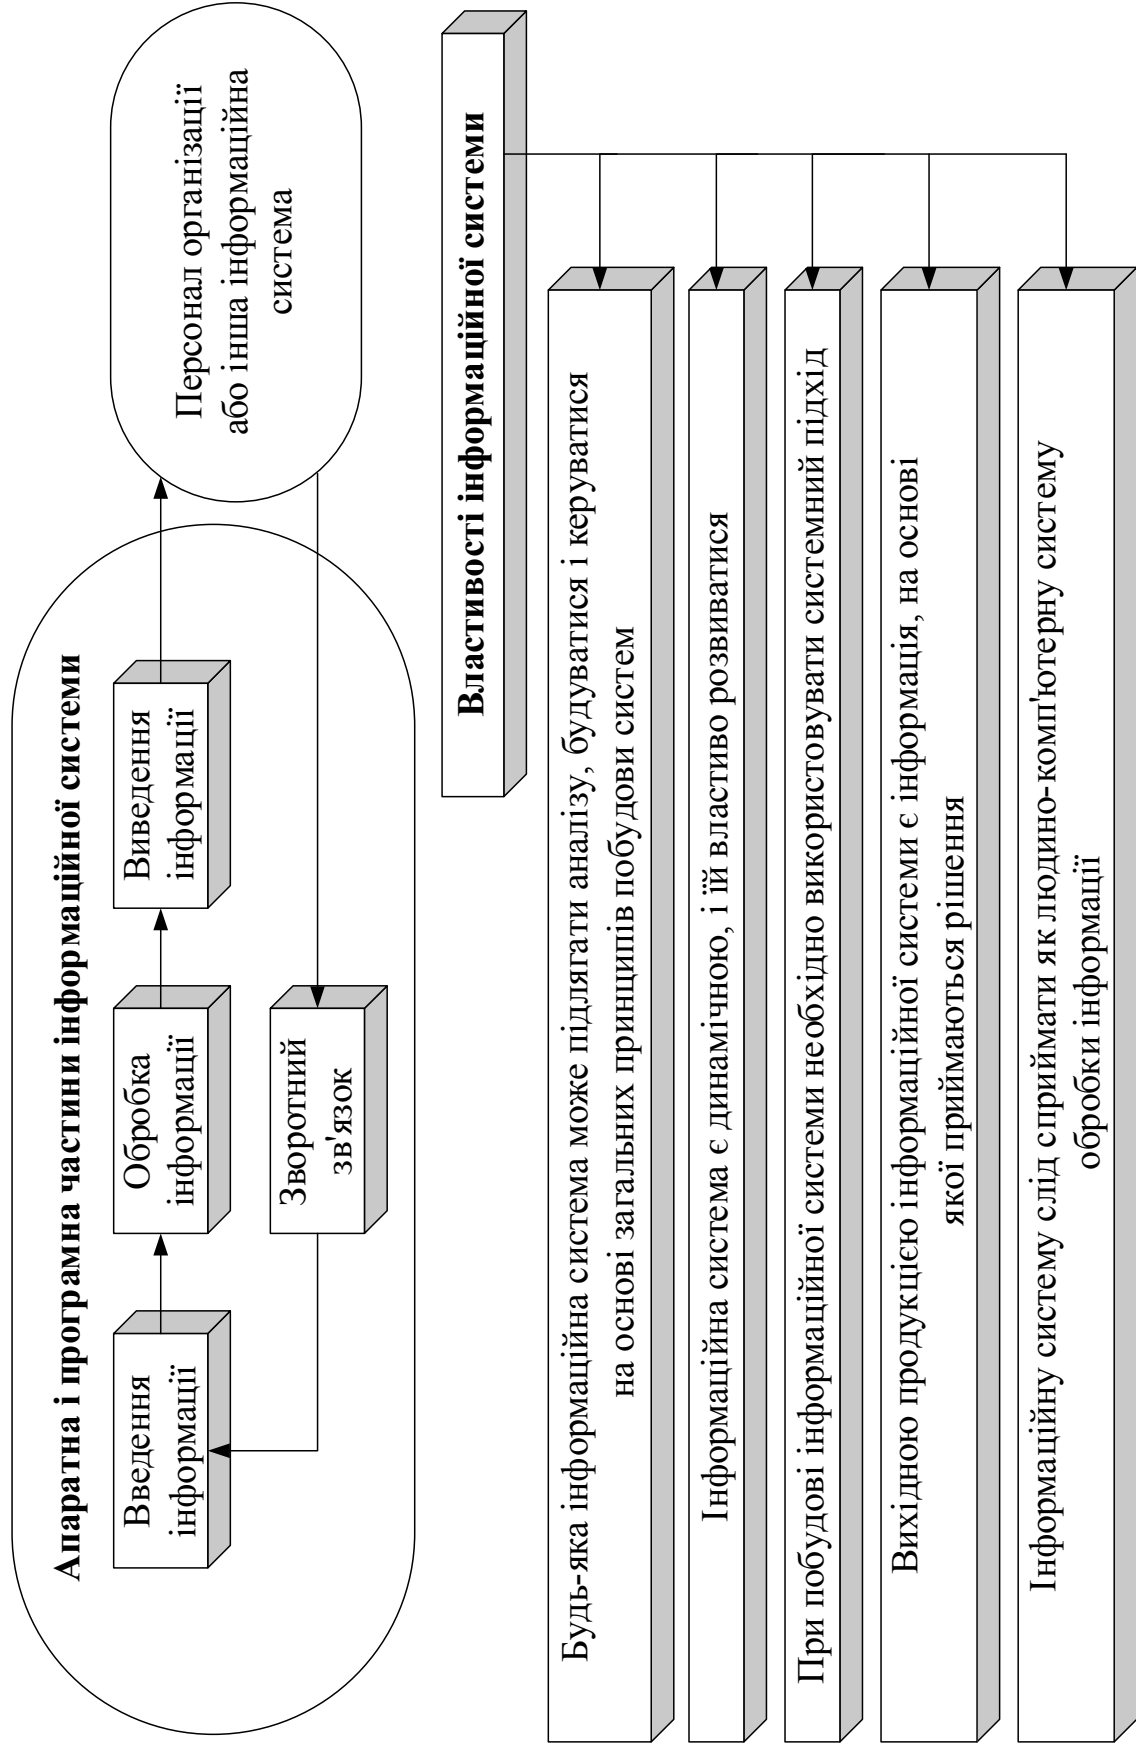 Апаратна і програмна частини інформаційної системи
Введення
інформації
Обробка
інформації
Виведення
інформації
Зворотний
зв'язок
Персонал організації
або інша інформаційна
система
Властивості інформаційної системи
Будь-яка інформаційна система може підлягати аналізу, будуватися і керуватися
на основі загальних принципів побудови систем
Інформаційна система є динамічною, і їй властиво розвиватися
При побудові інформаційної системи необхідно використовувати системний підхід
Вихідною продукцією інформаційної системи є інформація, на основі
якої приймаються рішення
Інформаційну систему слід сприймати як людино-комп'ютерну систему
обробки інформації